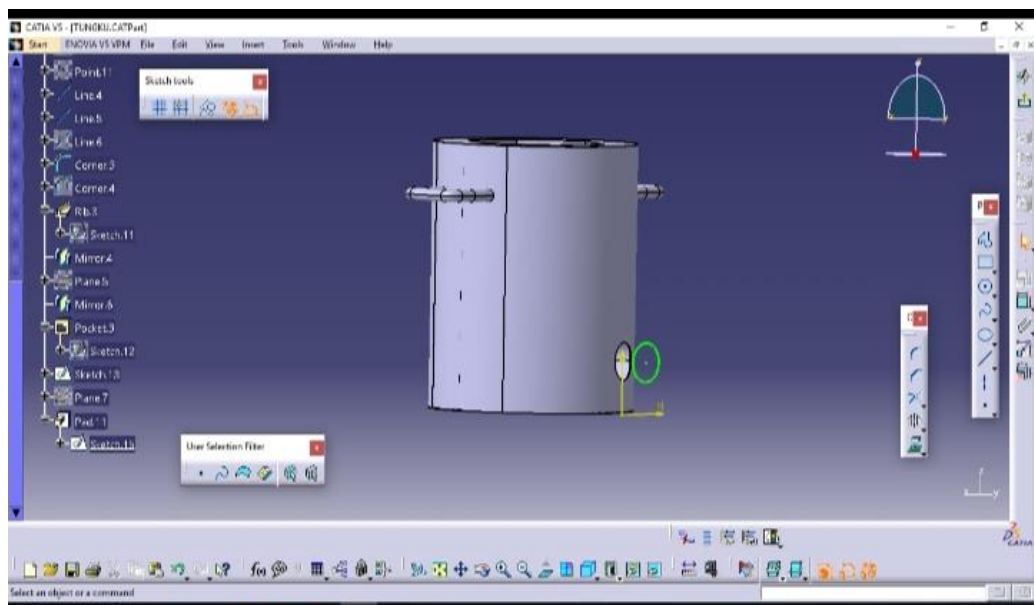 CATIA V5 - [TUNGKU.CATPart]
Start ENOVIA V5 VPM File Edit View Insert Tools Window Help
Point.11
Line.4
Line.5
Line.6
Corner.3
Corner.4
Rib.3
Sketch.11
Mirror.4
Plane.5
Mirror.6
Pocket.3
Sketch.12
Sketch.13
Plane.7
Pad.11
Sketch.15
Sketch tools
User Selection Filter
H
z
y
CATIA
f(x)
Select an object or a command